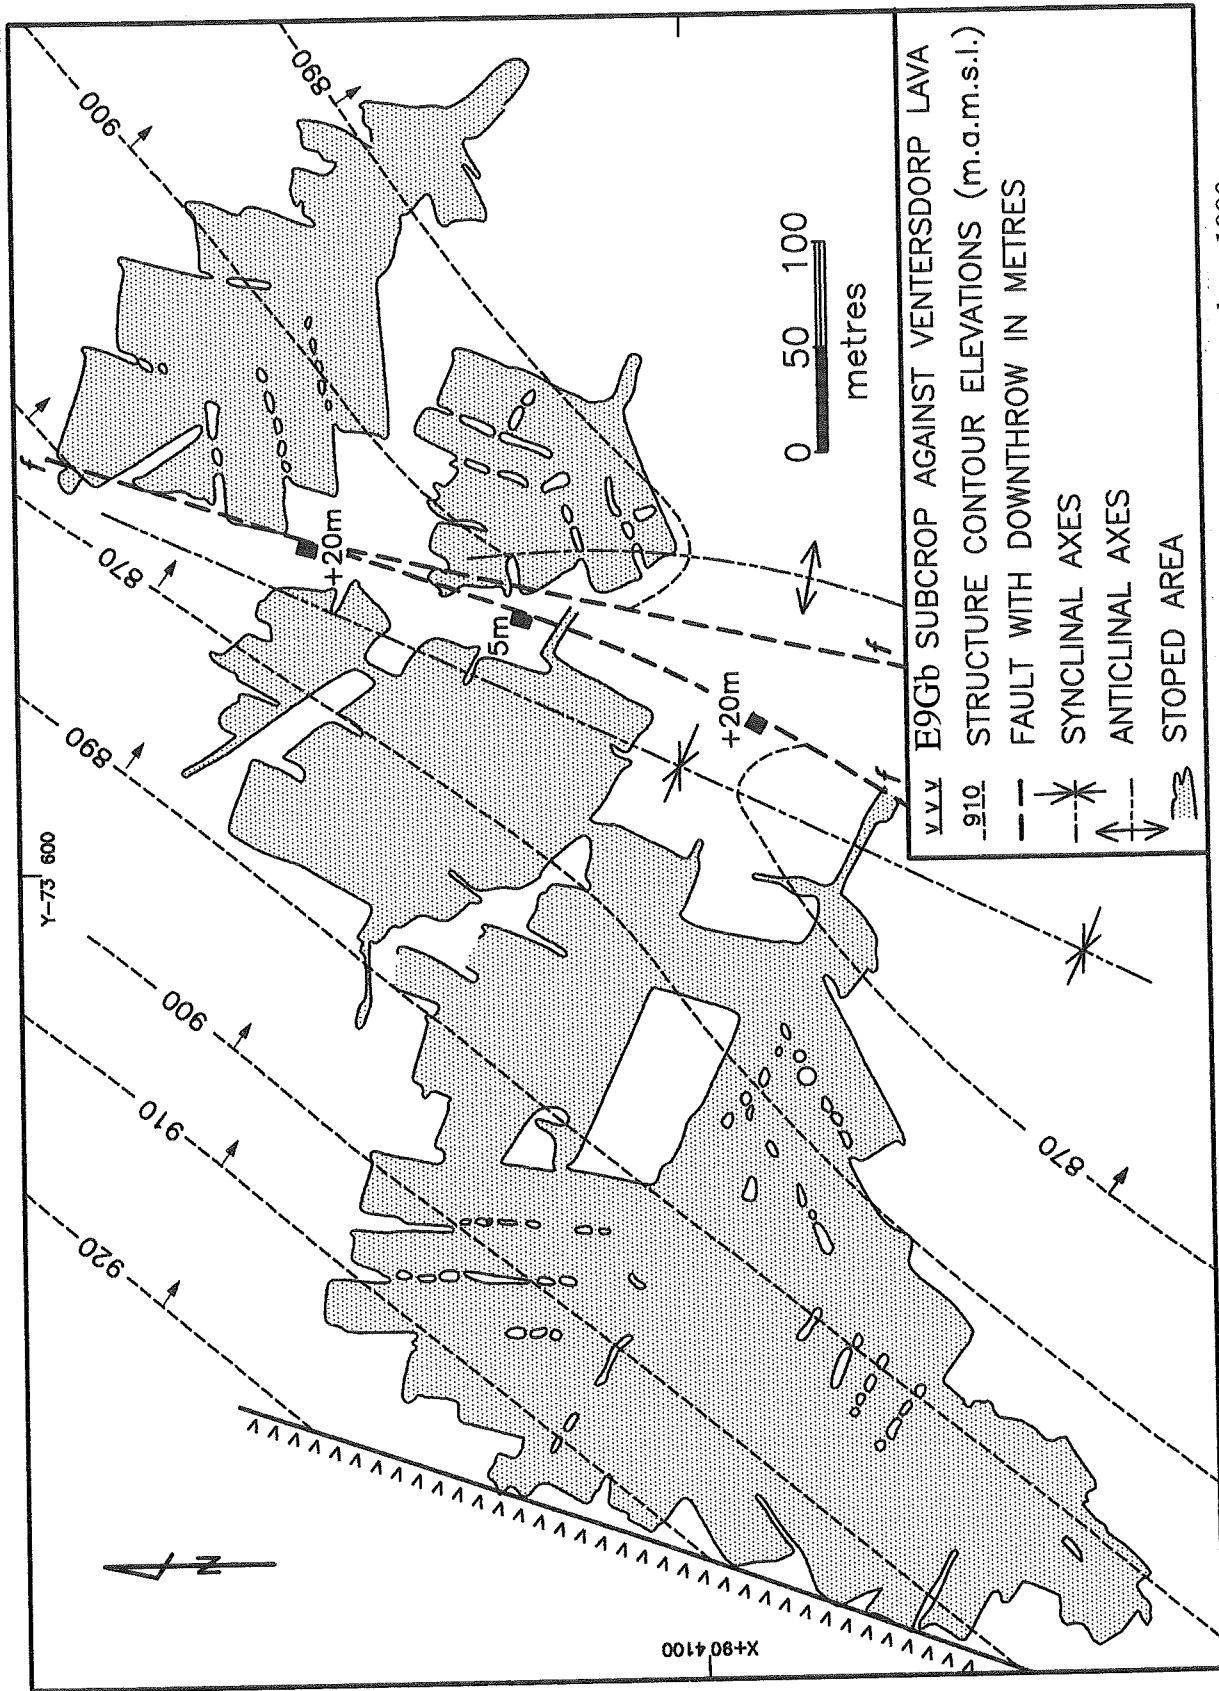 Y-73 600
X+90 4100
N
920
910
900
890
870
870
900
890
f
+20m
5m
+20m
f
f
0 50 100
metres
v v v E9Gb SUBCROP AGAINST VENTERSDORP LAVA
910 STRUCTURE CONTOUR ELEVATIONS (m.a.m.s.l.)
FAULT WITH DOWNTHROW IN METRES
SYNCLINAL AXES
ANTICLINAL AXES
STOPED AREA